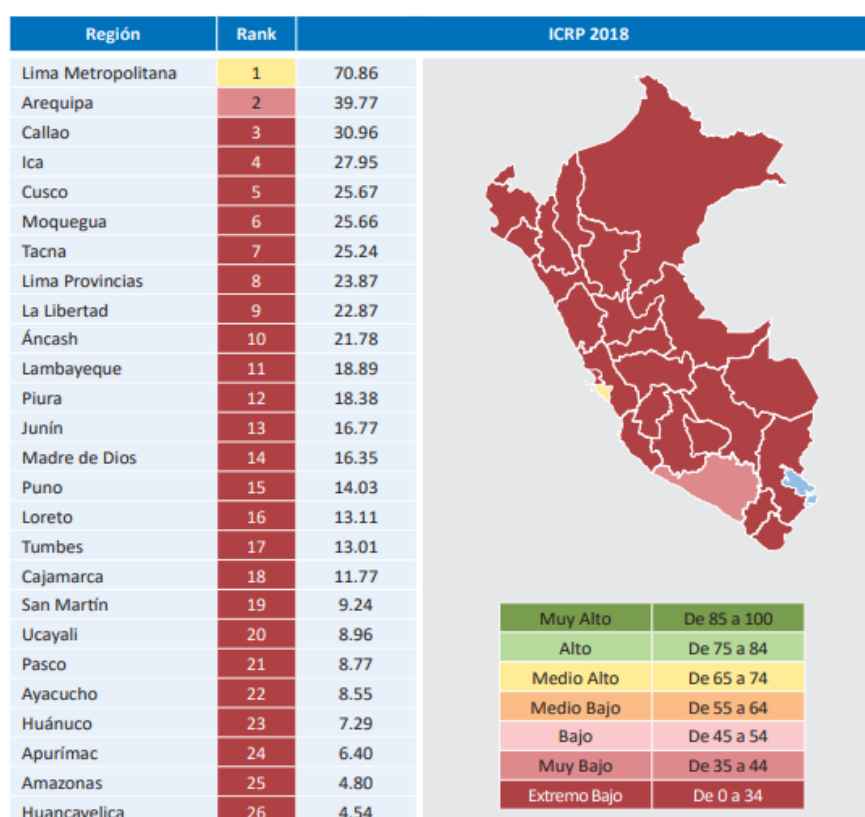 Región Rank ICRP 2018
Lima Metropolitana 1 70.86
Arequipa 2 39.77
Callao 3 30.96
Ica 4 27.95
Cusco 5 25.67
Moquegua 6 25.66
Tacna 7 25.24
Lima Provincias 8 23.87
La Libertad 9 22.87
Áncash 10 21.78
Lambayeque 11 18.89
Piura 12 18.38
Junín 13 16.77
Madre de Dios 14 16.35
Puno 15 14.03
Loreto 16 13.11
Tumbes 17 13.01
Cajamarca 18 11.77
San Martín 19 9.24
Ucayali 20 8.96
Pasco 21 8.77
Ayacucho 22 8.55
Huánuco 23 7.29
Apurímac 24 6.40
Amazonas 25 4.80
Huancavelica 26 4.54
Muy Alto De 85 a 100
Alto De 75 a 84
Medio Alto De 65 a 74
Medio Bajo De 55 a 64
Bajo De 45 a 54
Muy Bajo De 35 a 44
Extremo Bajo De 0 a 34